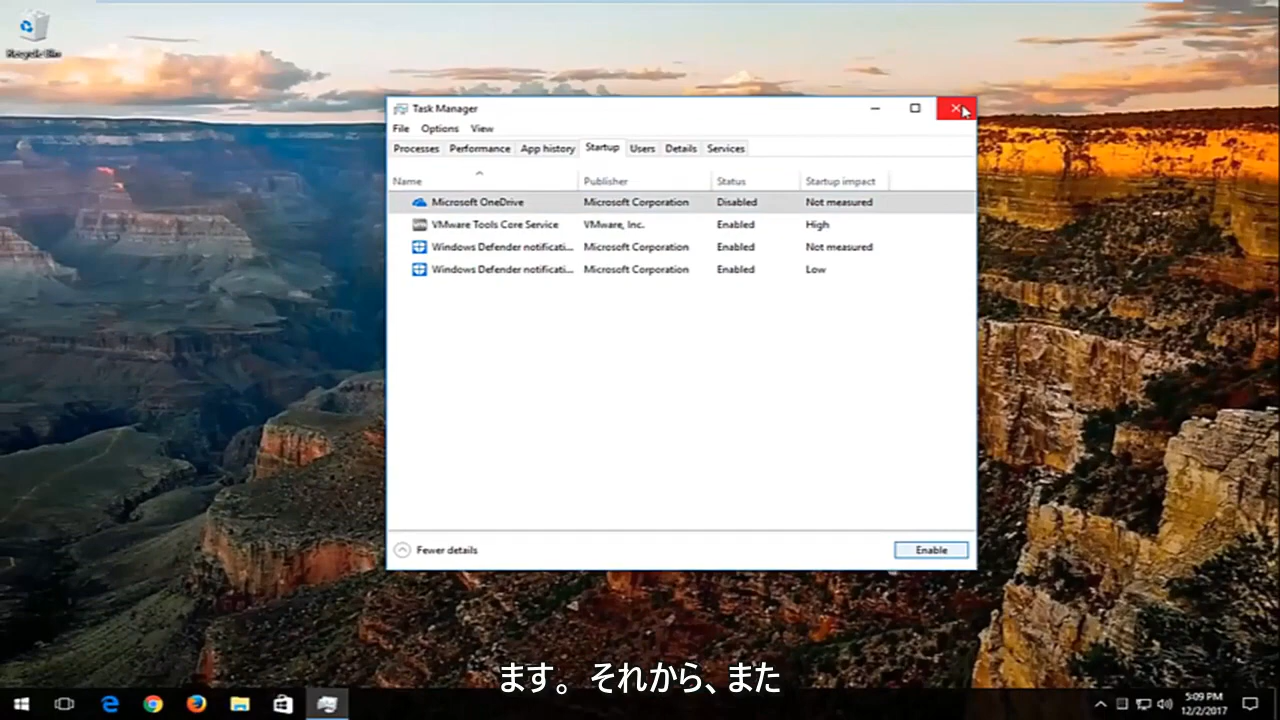 Recycle Bin
Task Manager
File Options View
Processes Performance App history Startup Users Details Services
Name Publisher Status Startup impact
Microsoft OneDrive Microsoft Corporation Disabled Not measured
VMware Tools Core Service VMware, Inc. Enabled High
Windows Defender notificati... Microsoft Corporation Enabled Not measured
Windows Defender notificati... Microsoft Corporation Enabled Low
Fewer details Enable
ます。それから、また
5:09 PM
12/2/2017